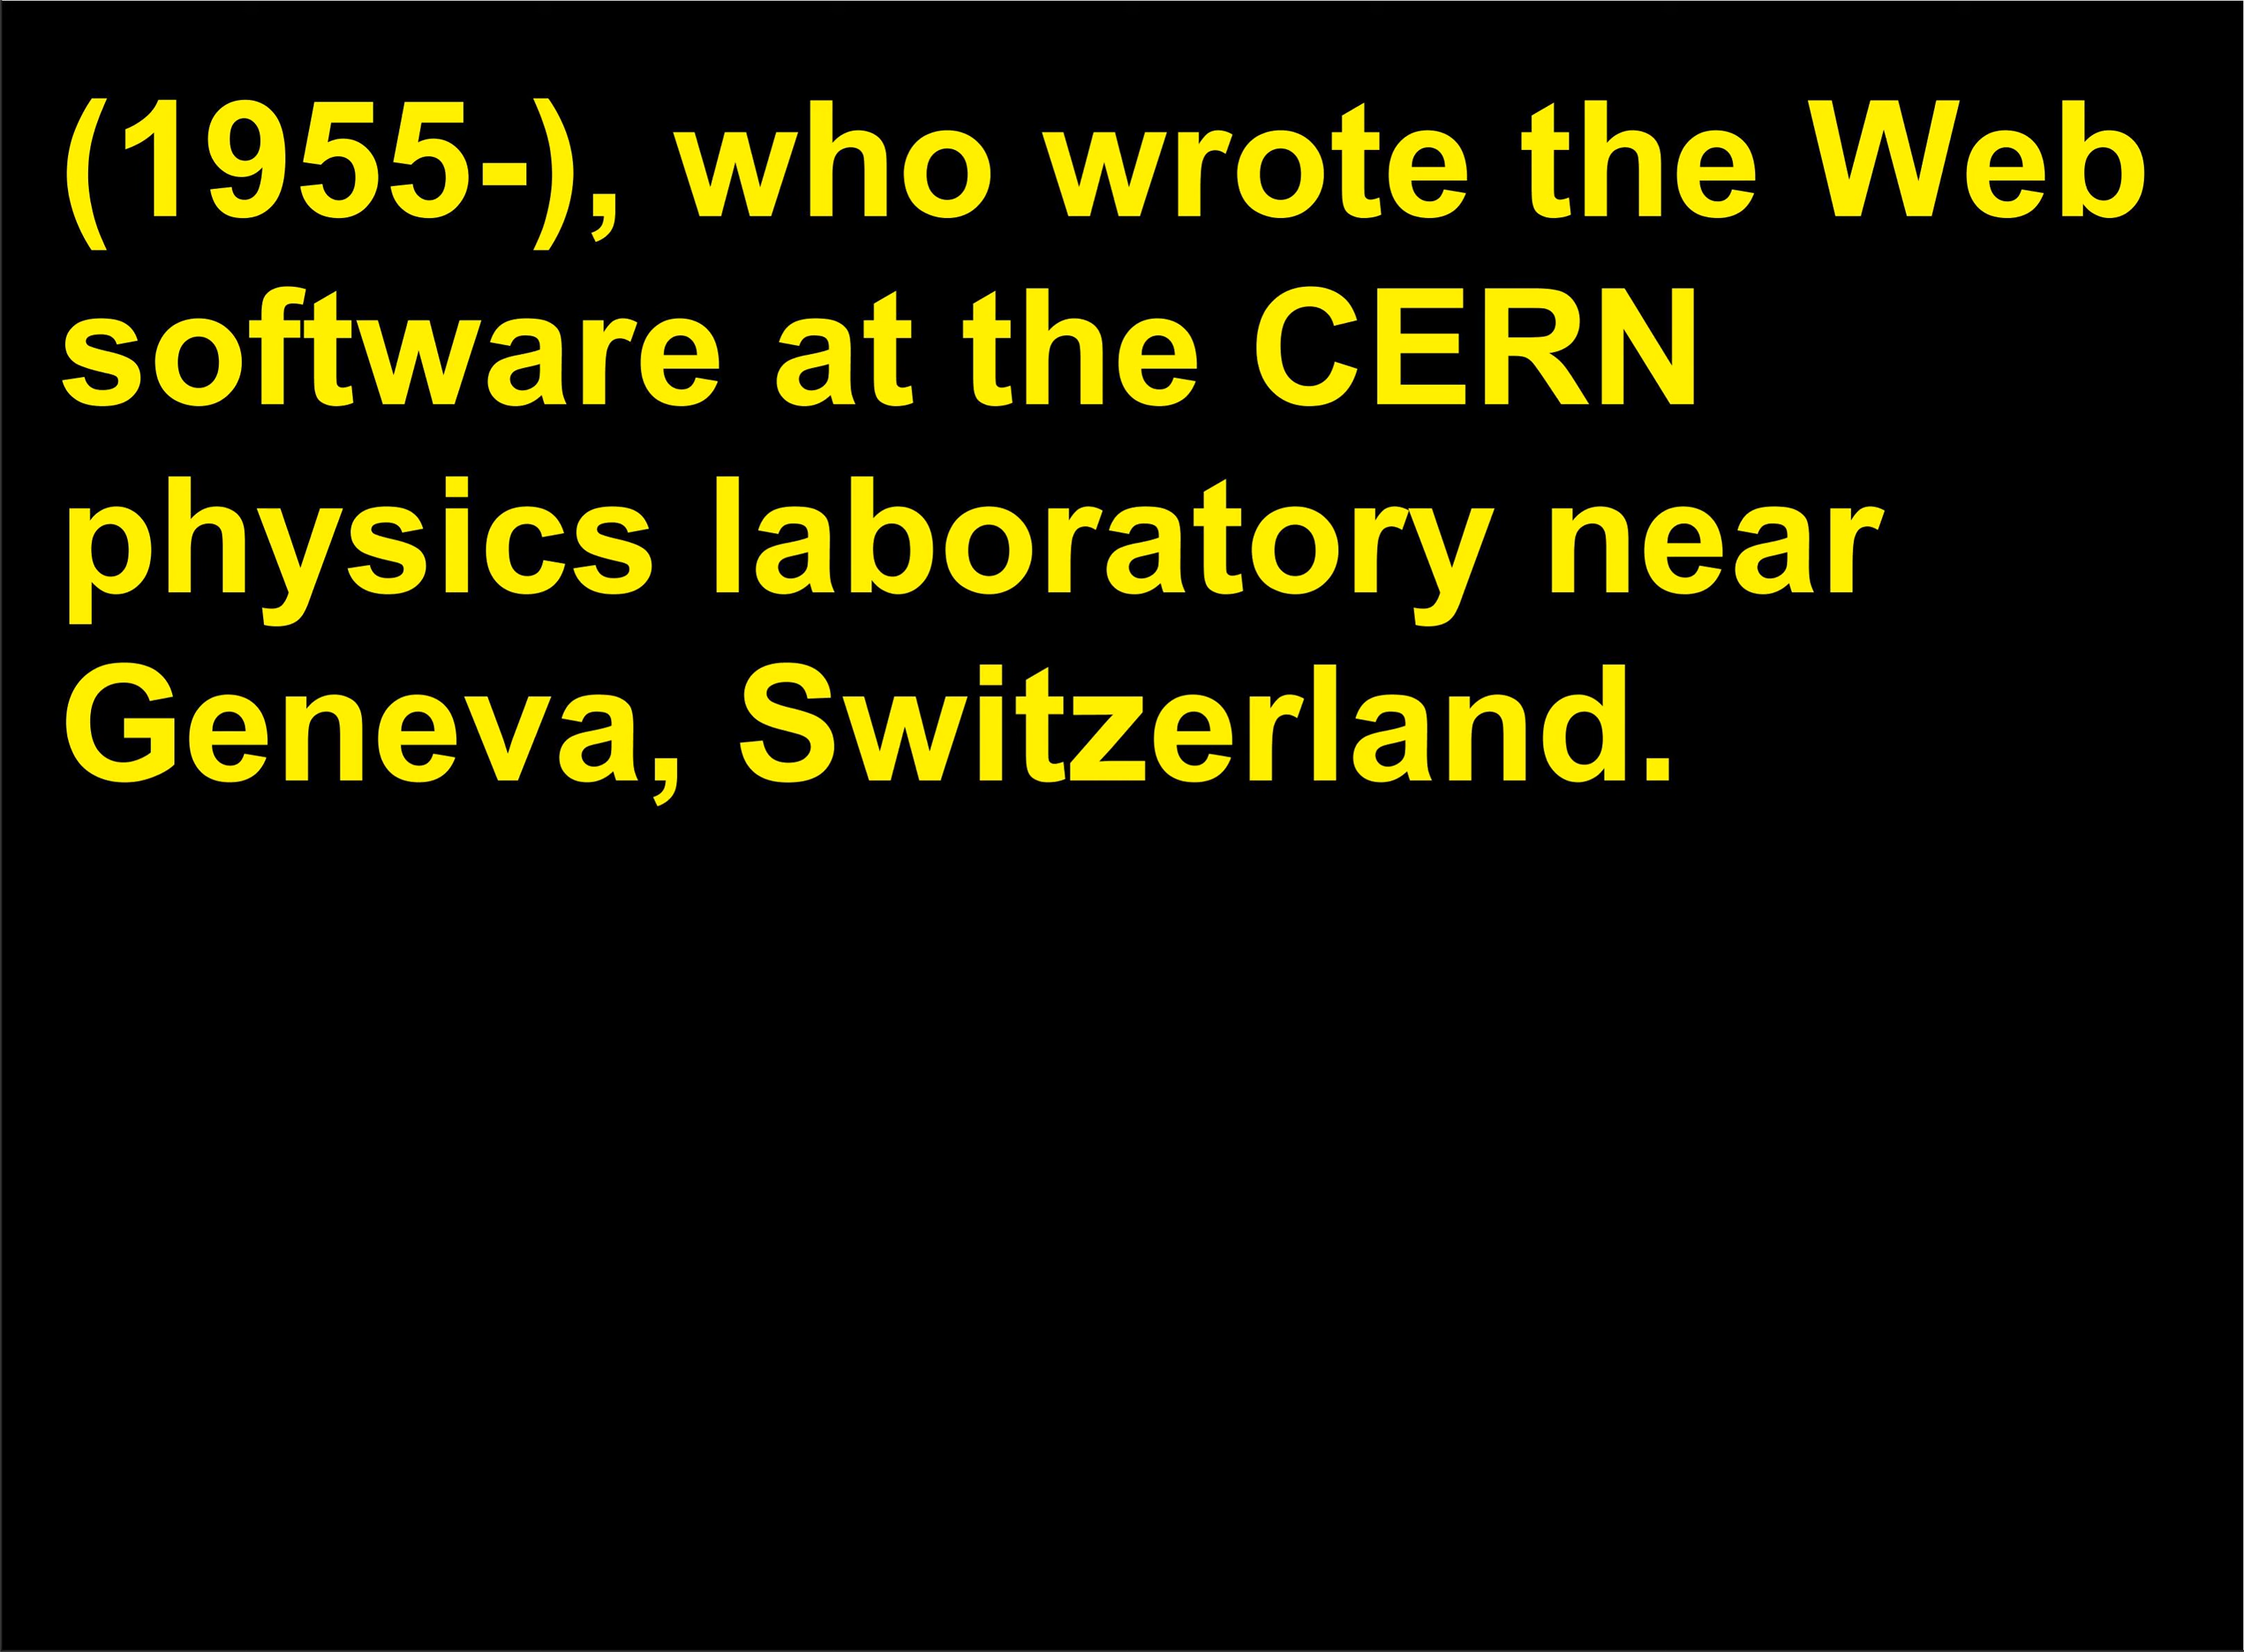 (1955-), who wrote the Web
software at the CERN
physics laboratory near
Geneva, Switzerland.